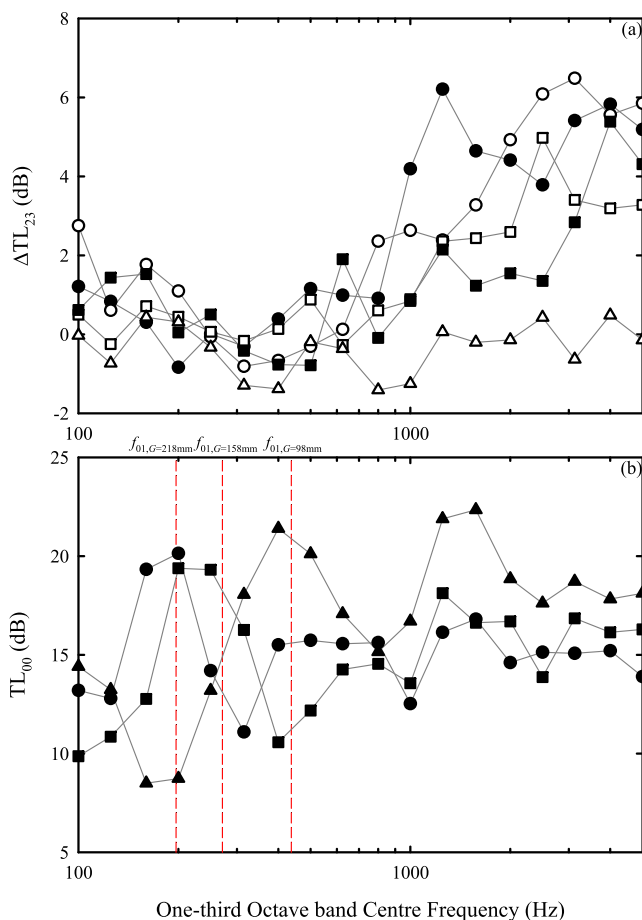 (a)
8
6
4
2
0
-2
ΔTL23 (dB)
100
1000
f01,G=218mm f01,G=158mm f01,G=98mm
(b)
25
20
15
10
5
TL00 (dB)
100
1000
One-third Octave band Centre Frequency (Hz)